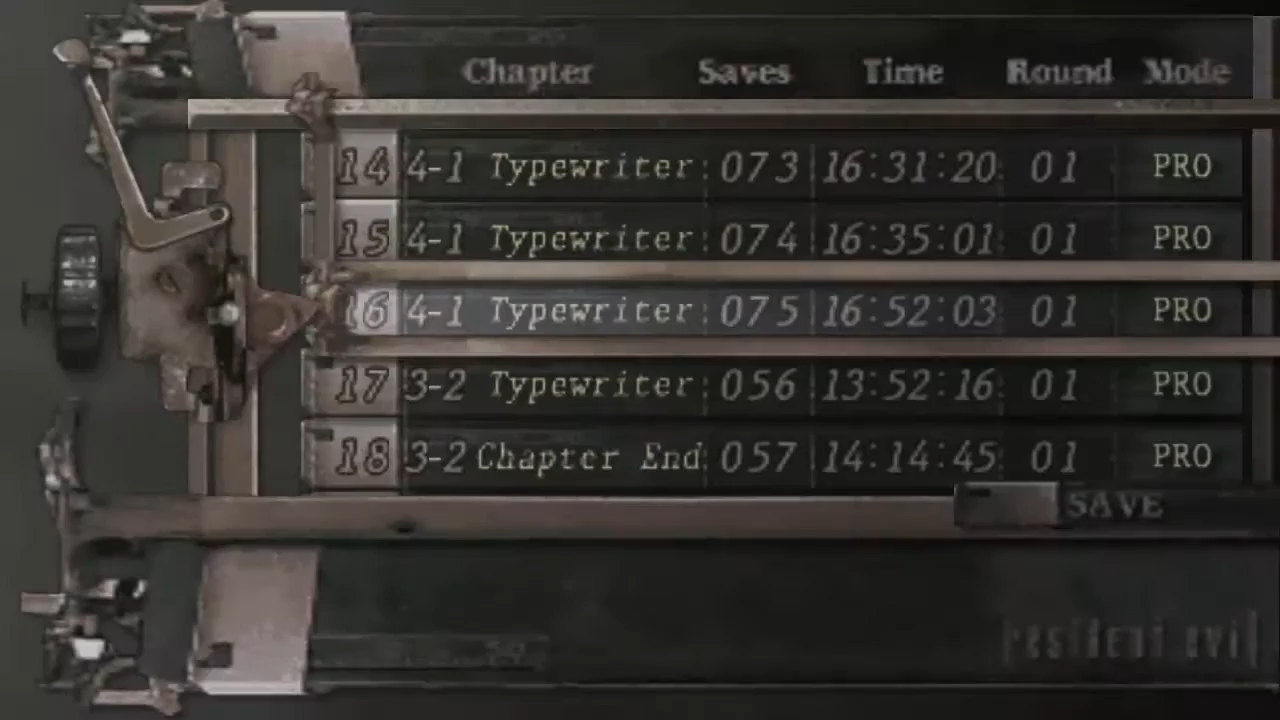 Chapter Saves Time Round Mode
14 4-1 Typewriter 073 16:31:20 01 PRO
15 4-1 Typewriter 074 16:35:01 01 PRO
16 4-1 Typewriter 075 16:52:03 01 PRO
17 3-2 Typewriter 056 13:52:16 01 PRO
18 3-2 Chapter End 057 14:14:45 01 PRO
SAVE
resident evil